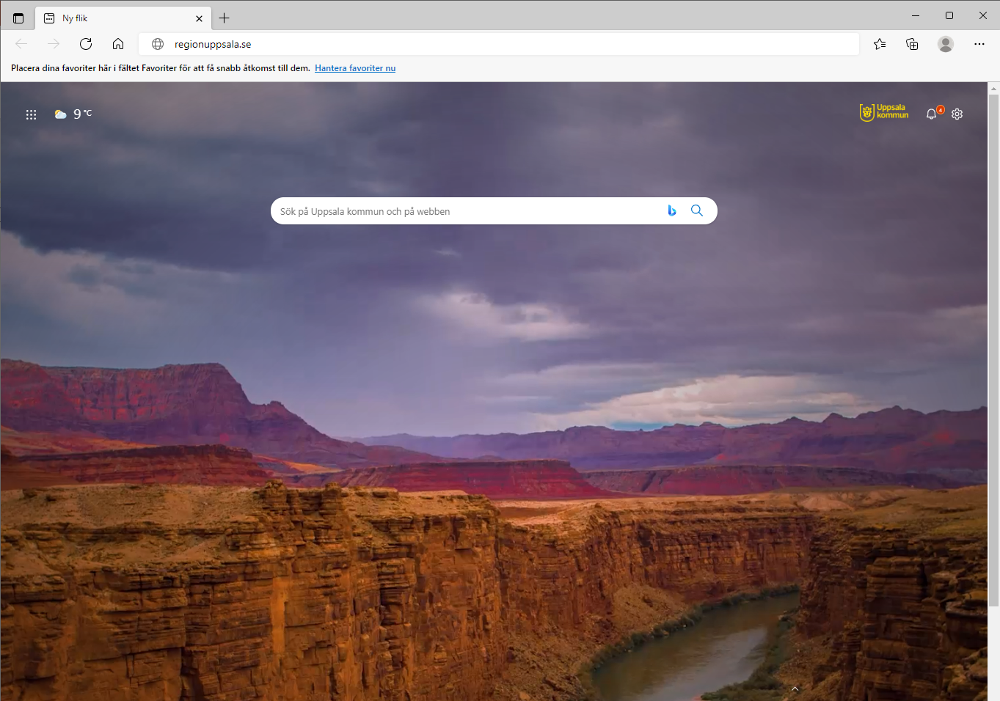 Ny flik
regionuppsala.se
Placera dina favoriter här i fältet Favoriter för att få snabb åtkomst till dem. Hantera favoriter nu
9 °C
Uppsala
kommun
4
Sök på Uppsala kommun och på webben